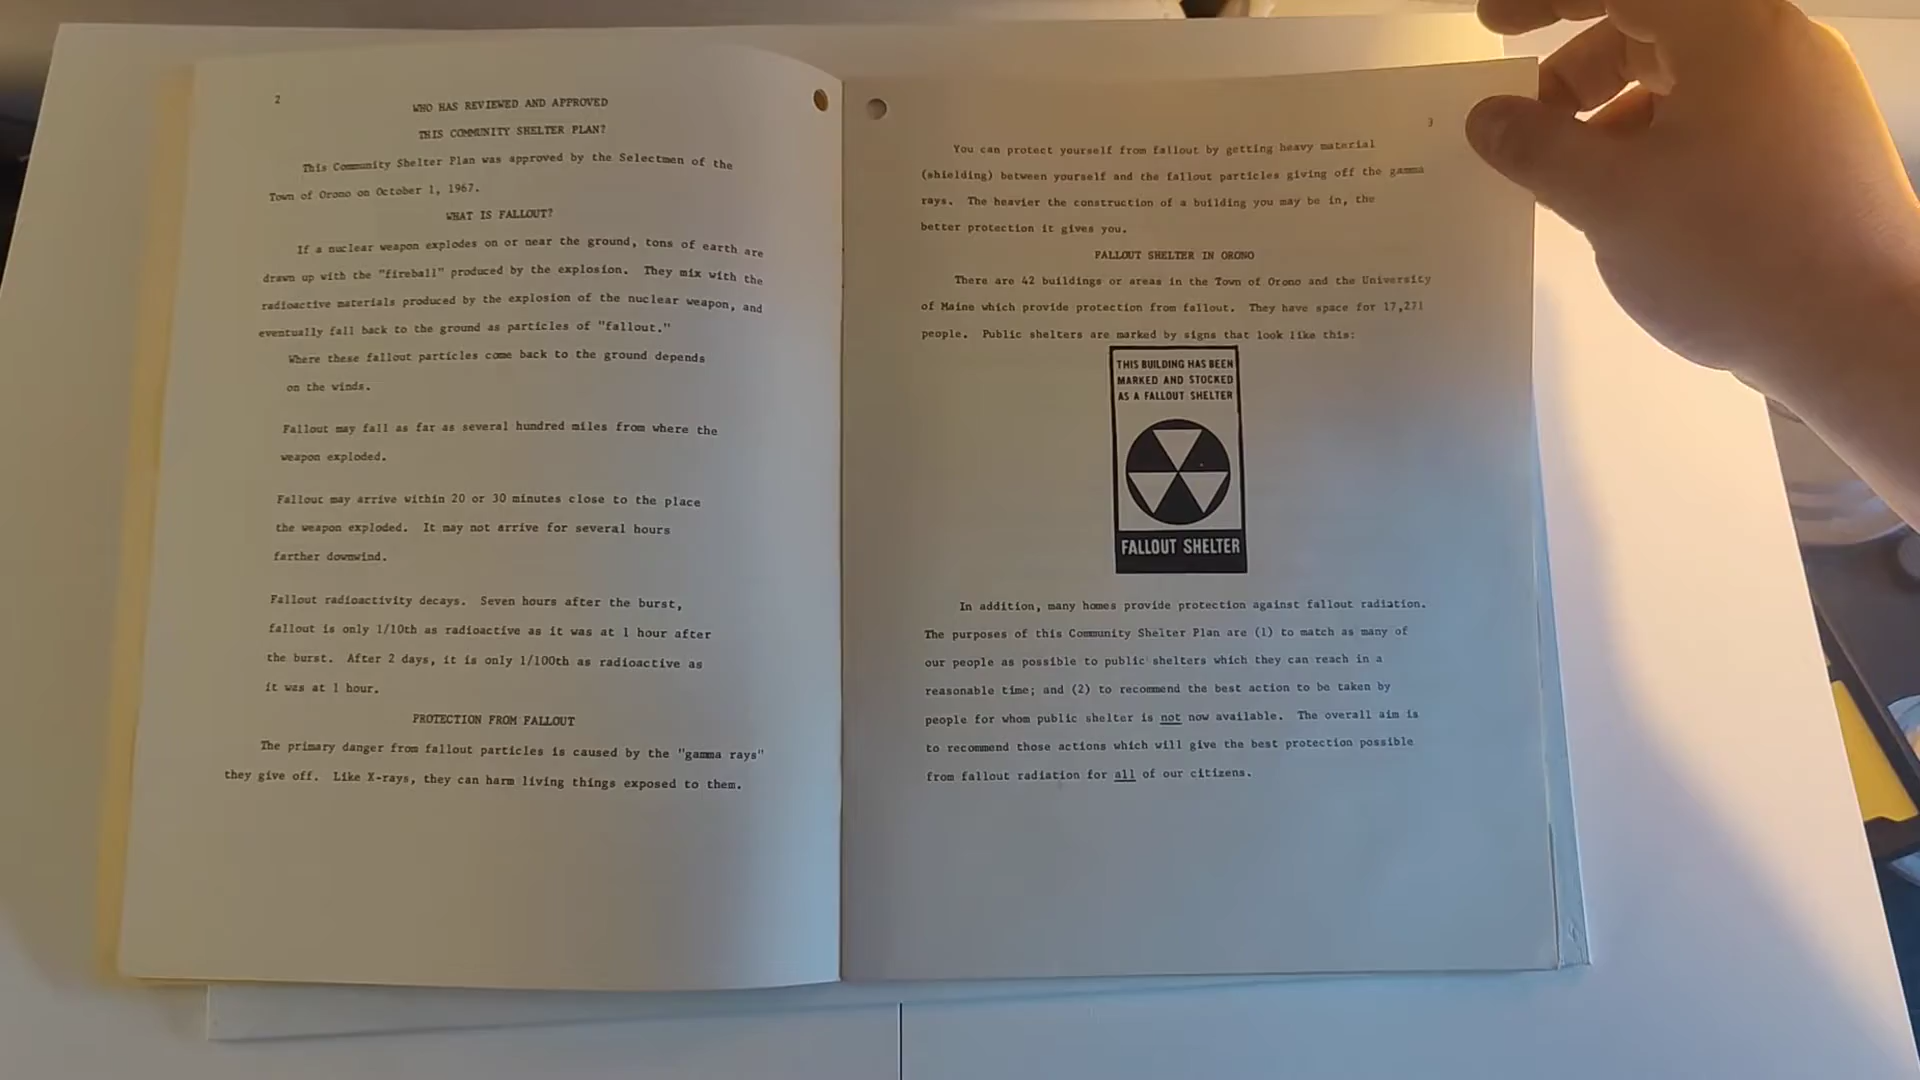 2
WHO HAS REVIEWED AND APPROVED
THIS COMMUNITY SHELTER PLAN?
This Community Shelter Plan was approved by the Selectmen of the
Town of Orono on October 1, 1967.
WHAT IS FALLOUT?
If a nuclear weapon explodes on or near the ground, tons of earth are
drawn up with the "fireball" produced by the explosion. They mix with the
radioactive materials produced by the explosion of the nuclear weapon, and
eventually fall back to the ground as particles of "fallout."
Where these fallout particles come back to the ground depends
on the winds.
Fallout may fall as far as several hundred miles from where the
weapon exploded.
Fallout may arrive within 20 or 30 minutes close to the place
the weapon exploded. It may not arrive for several hours
farther downwind.
Fallout radioactivity decays. Seven hours after the burst,
fallout is only 1/10th as radioactive as it was at 1 hour after
the burst. After 2 days, it is only 1/100th as radioactive as
it was at 1 hour.
PROTECTION FROM FALLOUT
The primary danger from fallout particles is caused by the "gamma rays"
they give off. Like X-rays, they can harm living things exposed to them.
3
You can protect yourself from fallout by getting heavy material
(shielding) between yourself and the fallout particles giving off the gamma
rays. The heavier the construction of a building you may be in, the
better protection it gives you.
FALLOUT SHELTER IN ORONO
There are 42 buildings or areas in the Town of Orono and the University
of Maine which provide protection from fallout. They have space for 17,271
people. Public shelters are marked by signs that look like this:
THIS BUILDING HAS BEEN
MARKED AND STOCKED
AS A FALLOUT SHELTER
FALLOUT SHELTER
In addition, many homes provide protection against fallout radiation.
The purposes of this Community Shelter Plan are (1) to match as many of
our people as possible to public shelters which they can reach in a
reasonable time; and (2) to recommend the best action to be taken by
people for whom public shelter is not now available. The overall aim is
to recommend those actions which will give the best protection possible
from fallout radiation for all of our citizens.